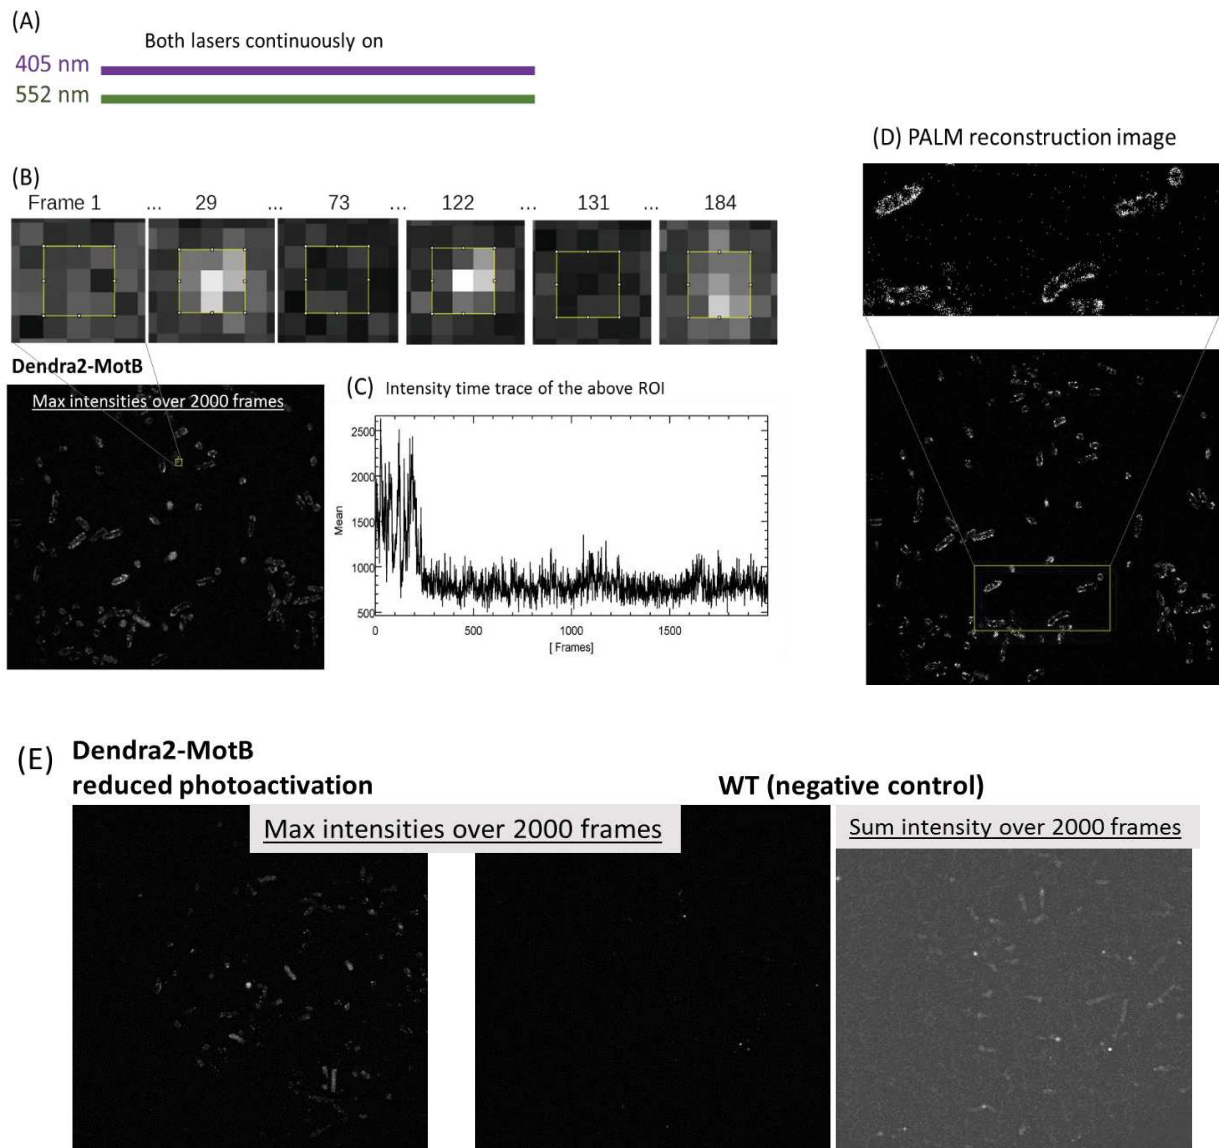 (A)
Both lasers continuously on
405 nm
552 nm
(B)
Frame 1 ... 29 ... 73 ... 122 ... 131 ... 184
Dendra2-MotB
Max intensities over 2000 frames
(C) Intensity time trace of the above ROI
Mean
2500
2000
1500
1000
500
0 500 1000 1500
[ Frames]
(D) PALM reconstruction image
(E) Dendra2-MotB
reduced photoactivation
WT (negative control)
Max intensities over 2000 frames
Sum intensity over 2000 frames